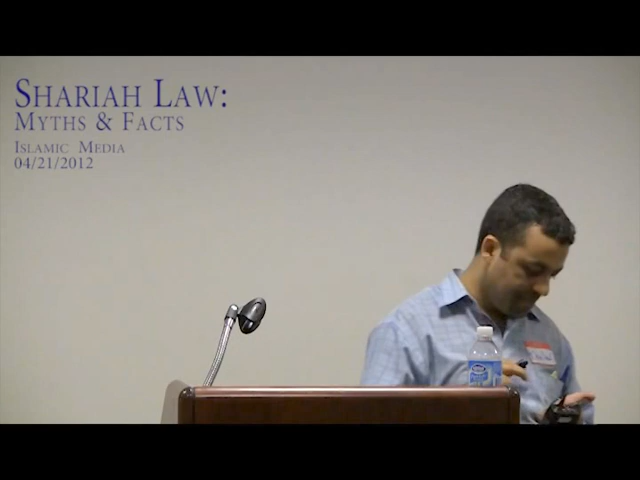 SHARIAH LAW:
MYTHS & FACTS
ISLAMIC MEDIA
04/21/2012